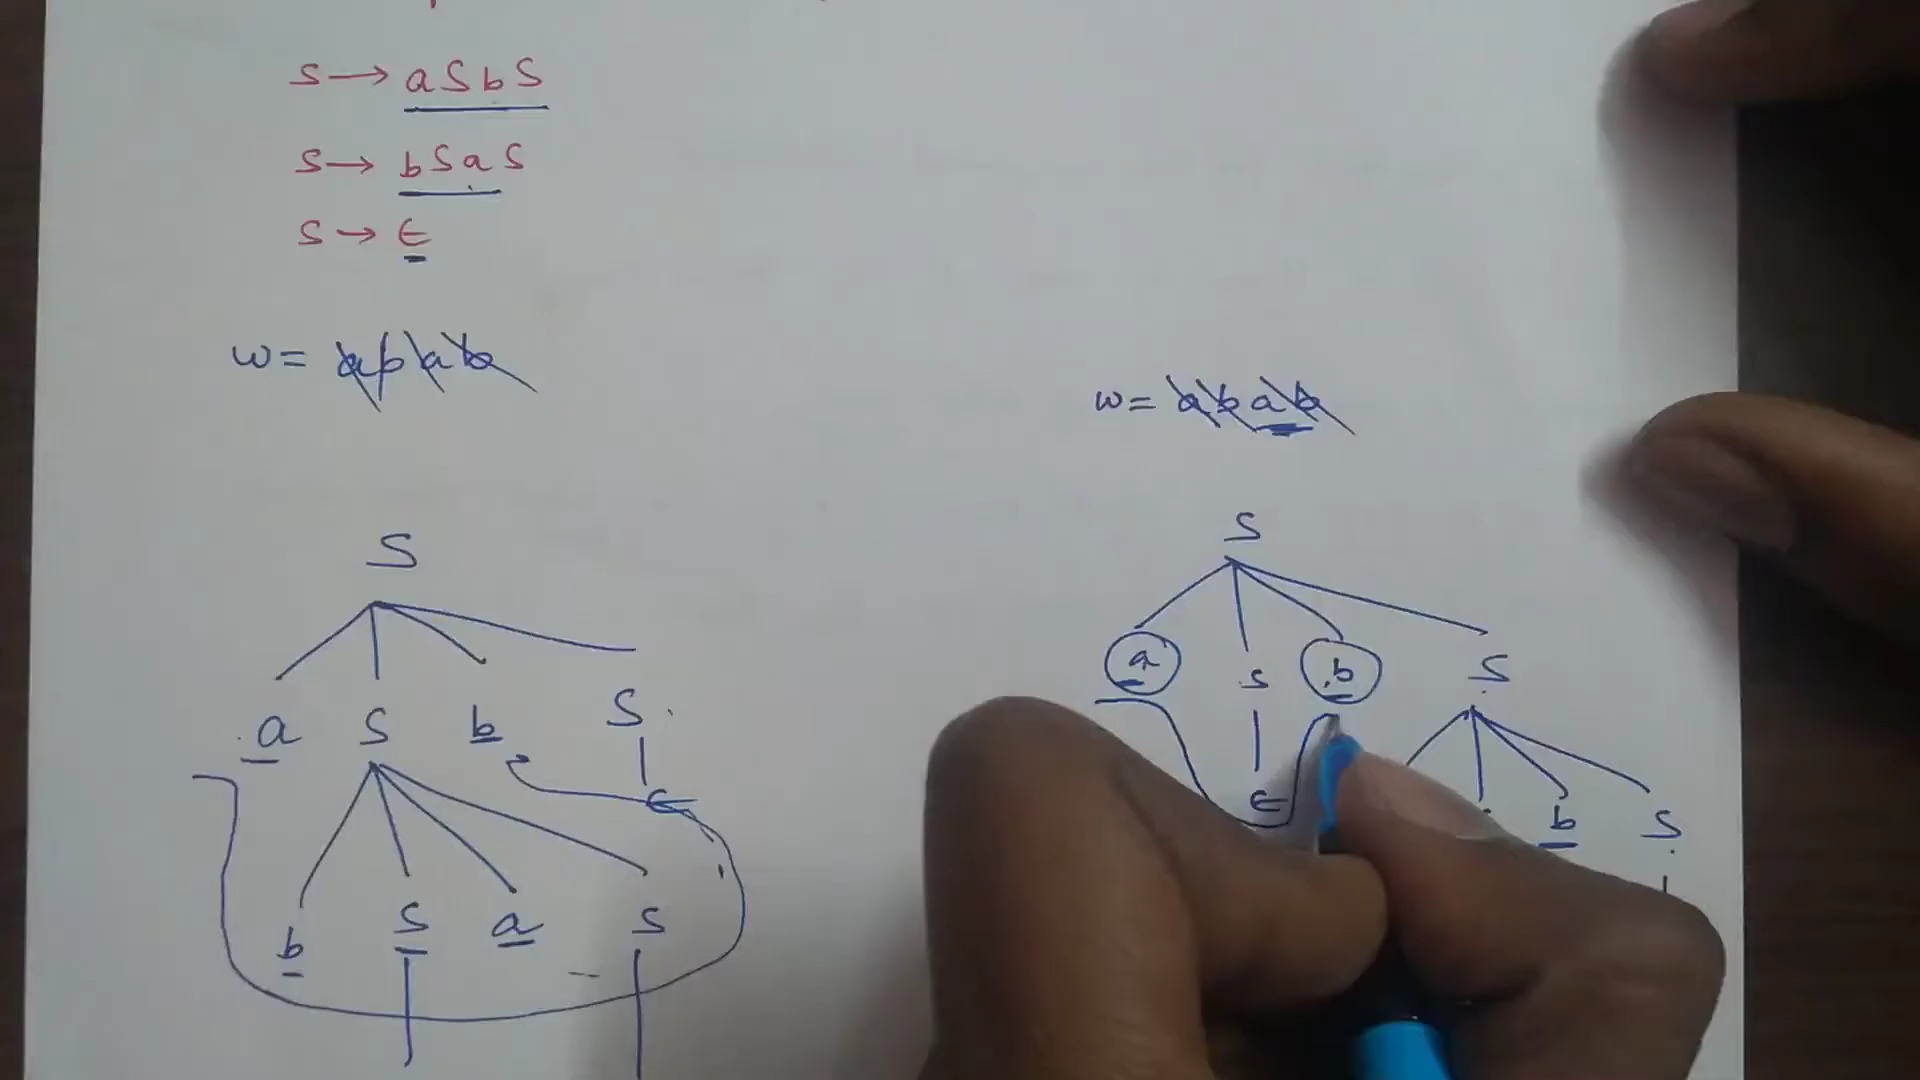 S → aSbS
S → bSaS
S → ϵ
w = abab
w = abab
S
a S b S
ϵ
b S a S
S
a S b S
ϵ b S